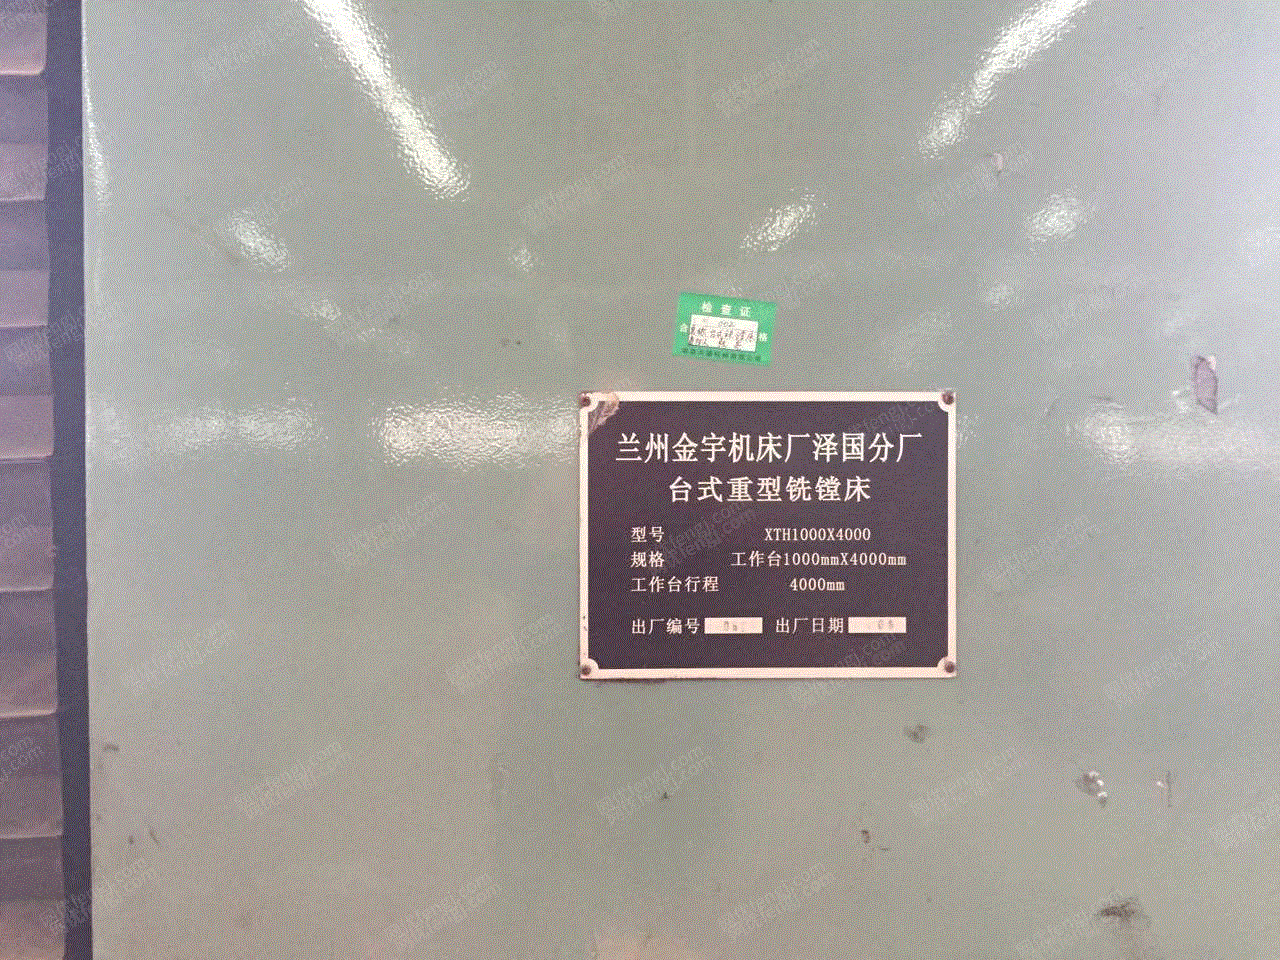 检查证
合 格
兰州金宇机床厂泽国分厂
台式重型铣镗床
型号 XTH1000X4000
规格 工作台1000mmX4000mm
工作台行程 4000mm
出厂编号 出厂日期